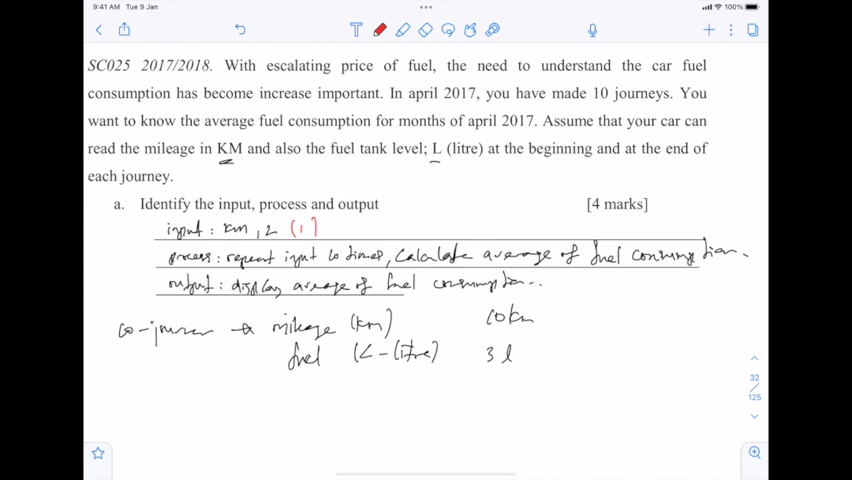 9:41 AM Tue 9 Jan
100%
SC025 2017/2018. With escalating price of fuel, the need to understand the car fuel
consumption has become increase important. In april 2017, you have made 10 journeys. You
want to know the average fuel consumption for months of april 2017. Assume that your car can
read the mileage in KM and also the fuel tank level; L (litre) at the beginning and at the end of
each journey.
a. Identify the input, process and output [4 marks]
input : km, L (1)
process : repeat input 10 times, calculate average of fuel consumption.
output : display average of fuel consumption..
mileage (km) 10 km
fuel (L - litre) 3 l
32
125